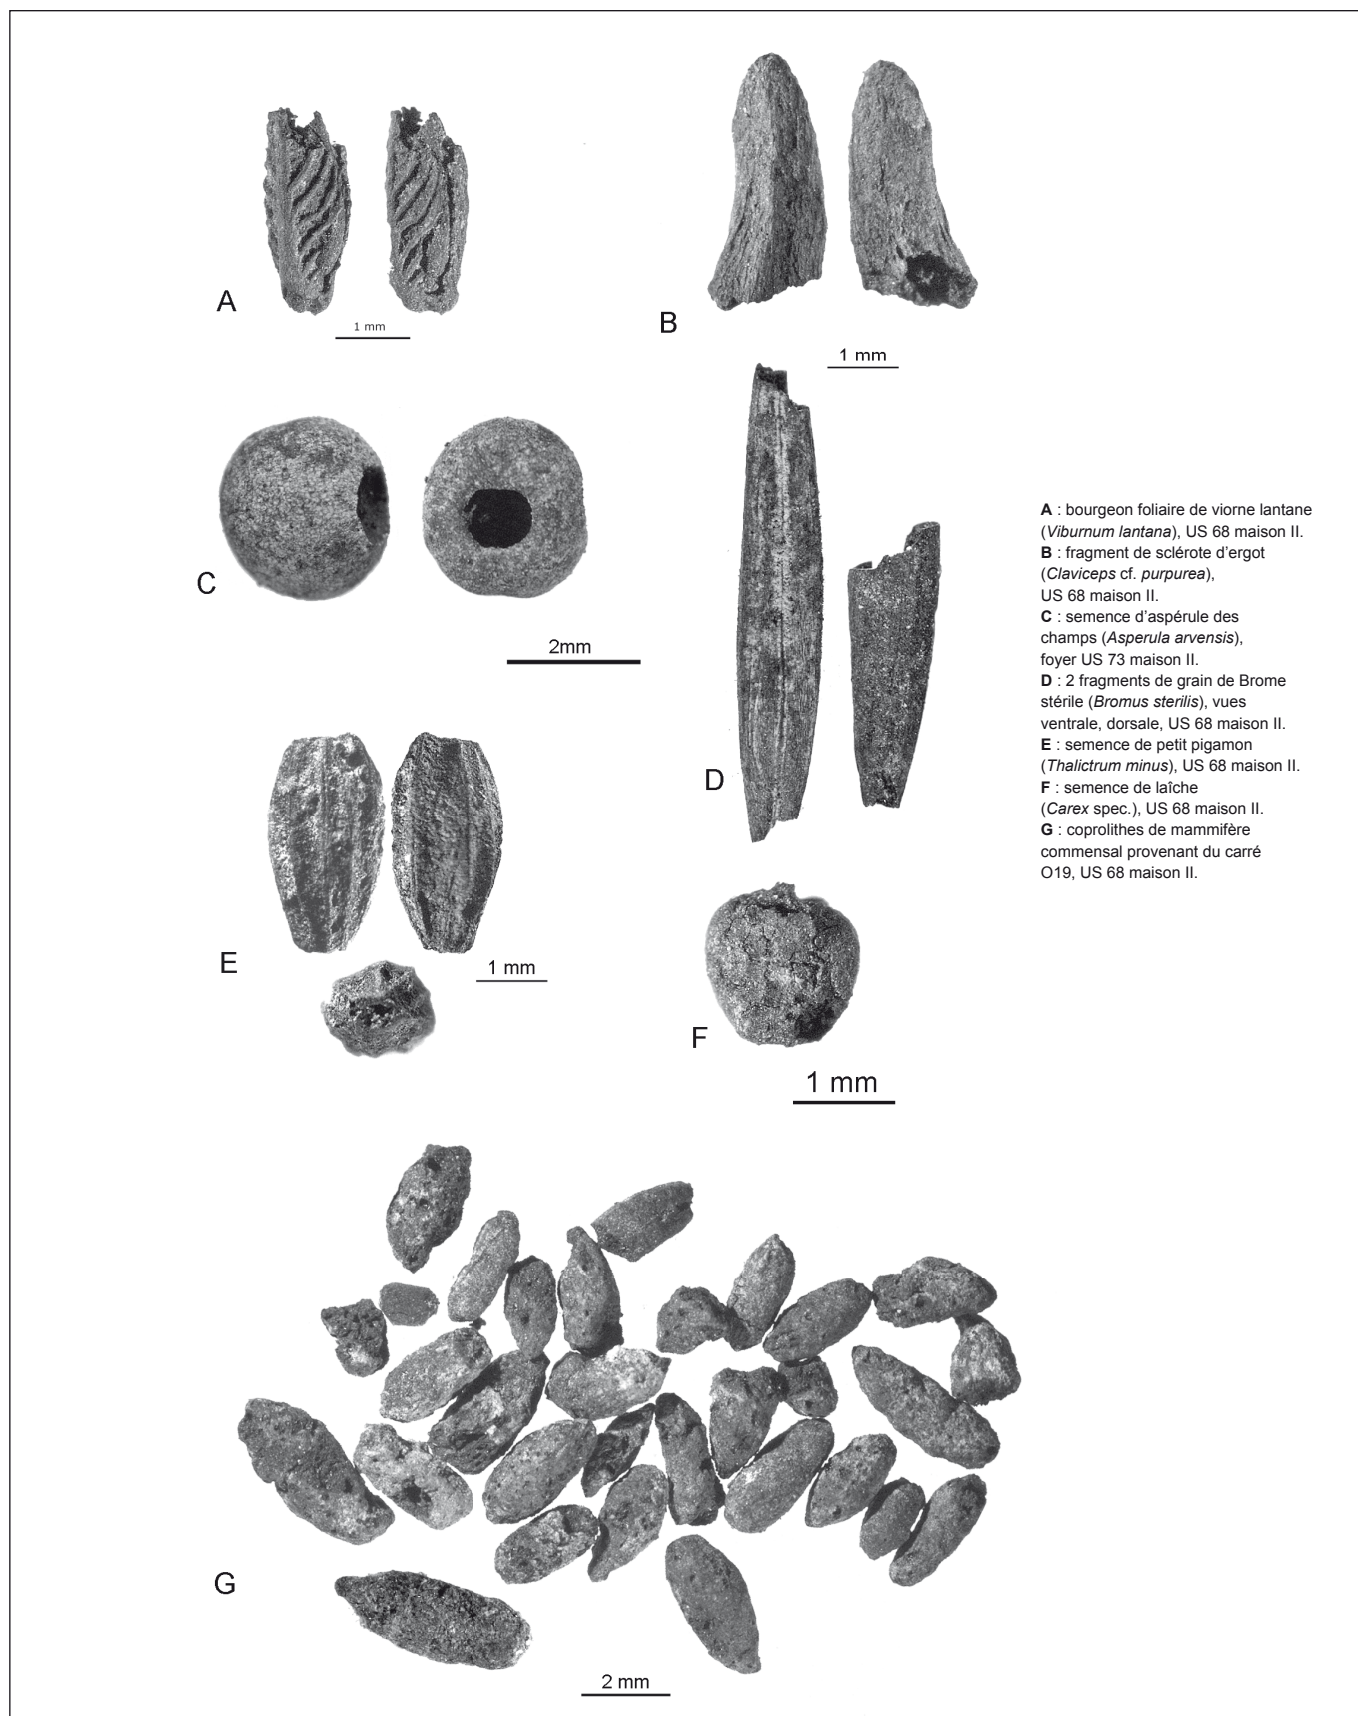 A
1 mm
B
1 mm
C
2mm
D
E
1 mm
F
1 mm
G
2 mm
A : bourgeon foliaire de viorne lantane
(Viburnum lantana), US 68 maison II.
B : fragment de sclérote d'ergot
(Claviceps cf. purpurea),
US 68 maison II.
C : semence d'aspérule des
champs (Asperula arvensis),
foyer US 73 maison II.
D : 2 fragments de grain de Brome
stérile (Bromus sterilis), vues
ventrale, dorsale, US 68 maison II.
E : semence de petit pigamon
(Thalictrum minus), US 68 maison II.
F : semence de laîche
(Carex spec.), US 68 maison II.
G : coprolithes de mammifère
commensal provenant du carré
O19, US 68 maison II.